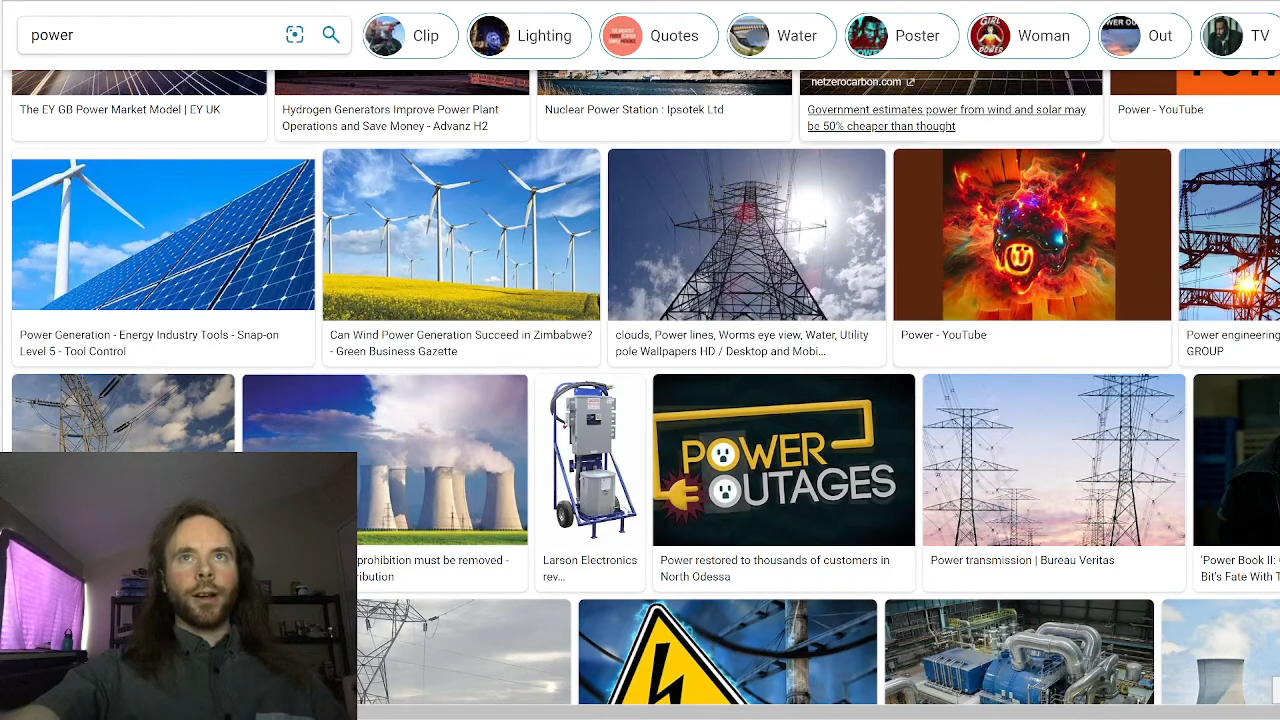 power
Clip
Lighting
Quotes
Water
Poster
GIRL
POWER
Woman
Out
TV
netzerocarbon.com
The EY GB Power Market Model | EY UK
Hydrogen Generators Improve Power Plant
Operations and Save Money - Advanz H2
Nuclear Power Station : Ipsotek Ltd
Government estimates power from wind and solar may
be 50% cheaper than thought
Power - YouTube
Power Generation - Energy Industry Tools - Snap-on
Level 5 - Tool Control
Can Wind Power Generation Succeed in Zimbabwe?
- Green Business Gazette
clouds, Power lines, Worms eye view, Water, Utility
pole Wallpapers HD / Desktop and Mobi...
Power - YouTube
Power engineering
GROUP
POWER
OUTAGES
prohibition must be removed -
ribution
Larson Electronics
rev...
Power restored to thousands of customers in
North Odessa
Power transmission | Bureau Veritas
'Power Book II:
Bit's Fate With